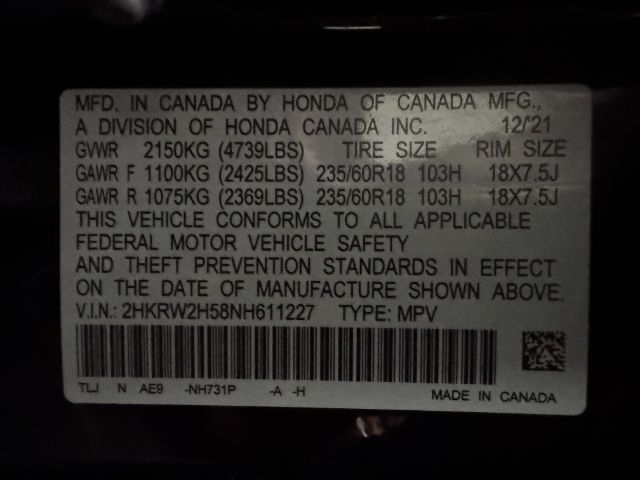 MFD. IN CANADA BY HONDA OF CANADA MFG.,
A DIVISION OF HONDA CANADA INC. 12/'21
GVWR 2150KG (4739LBS) TIRE SIZE RIM SIZE
GAWR F 1100KG (2425LBS) 235/60R18 103H 18X7.5J
GAWR R 1075KG (2369LBS) 235/60R18 103H 18X7.5J
THIS VEHICLE CONFORMS TO ALL APPLICABLE
FEDERAL MOTOR VEHICLE SAFETY
AND THEFT PREVENTION STANDARDS IN EFFECT
ON THE DATE OF MANUFACTURE SHOWN ABOVE.
V.I.N.: 2HKRW2H58NH611227 TYPE: MPV
TLJ N AE9 -NH731P -A -H MADE IN CANADA